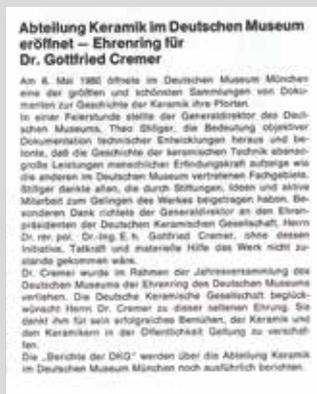 Abteilung Keramik im Deutschen Museum
eröffnet — Ehrenring für
Dr. Gottfried Cremer
Am 6. Mai 1980 öffnete im Deutschen Museum München
eine der größten und schönsten Sammlungen von Doku-
menten zur Geschichte der Keramik ihre Pforten.
In einer Feierstunde stellte der Generaldirektor des Deut-
schen Museums, Theo Stillger, die Bedeutung objektiver
Dokumentation technischer Entwicklungen heraus und be-
tonte, daß die Geschichte der keramischen Technik ebenso
große Leistungen menschlicher Erfindungskraft aufzeige wie
die anderen im Deutschen Museum vertretenen Fachgebiete.
Stillger dankte allen, die durch Stiftungen, Ideen und aktive
Mitarbeit zum Gelingen des Werkes beigetragen haben. Be-
sonderen Dank richtete der Generaldirektor an den Ehren-
präsidenten der Deutschen Keramischen Gesellschaft, Herrn
Dr. rer. pol., Dr.-Ing. E. h. Gottfried Cremer, ohne dessen
Initiative, Tatkraft und materielle Hilfe das Werk nicht zu-
stande gekommen wäre.
Dr. Cremer wurde im Rahmen der Jahresversammlung des
Deutschen Museums der Ehrenring des Deutschen Museums
verliehen. Die Deutsche Keramische Gesellschaft beglück-
wünscht Herrn Dr. Cremer zu dieser seltenen Ehrung. Sie
dankt ihm für sein erfolgreiches Bemühen, der Keramik und
den Keramikern in der Öffentlichkeit Geltung zu verschaf-
fen.
Die „Berichte der DKG" werden über die Abteilung Keramik
im Deutschen Museum München noch ausführlich berichten.